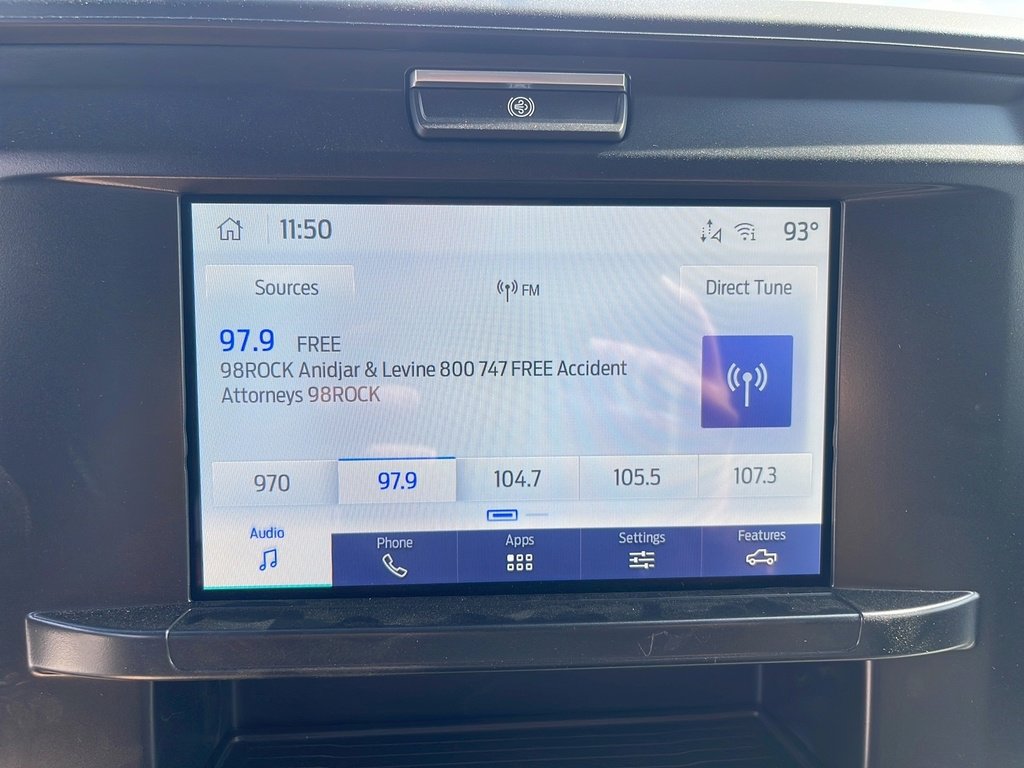 11:50
93°
Sources
FM
Direct Tune
97.9 FREE
98ROCK Anidjar & Levine 800 747 FREE Accident
Attorneys 98ROCK
970
97.9
104.7
105.5
107.3
Audio
Phone
Apps
Settings
Features